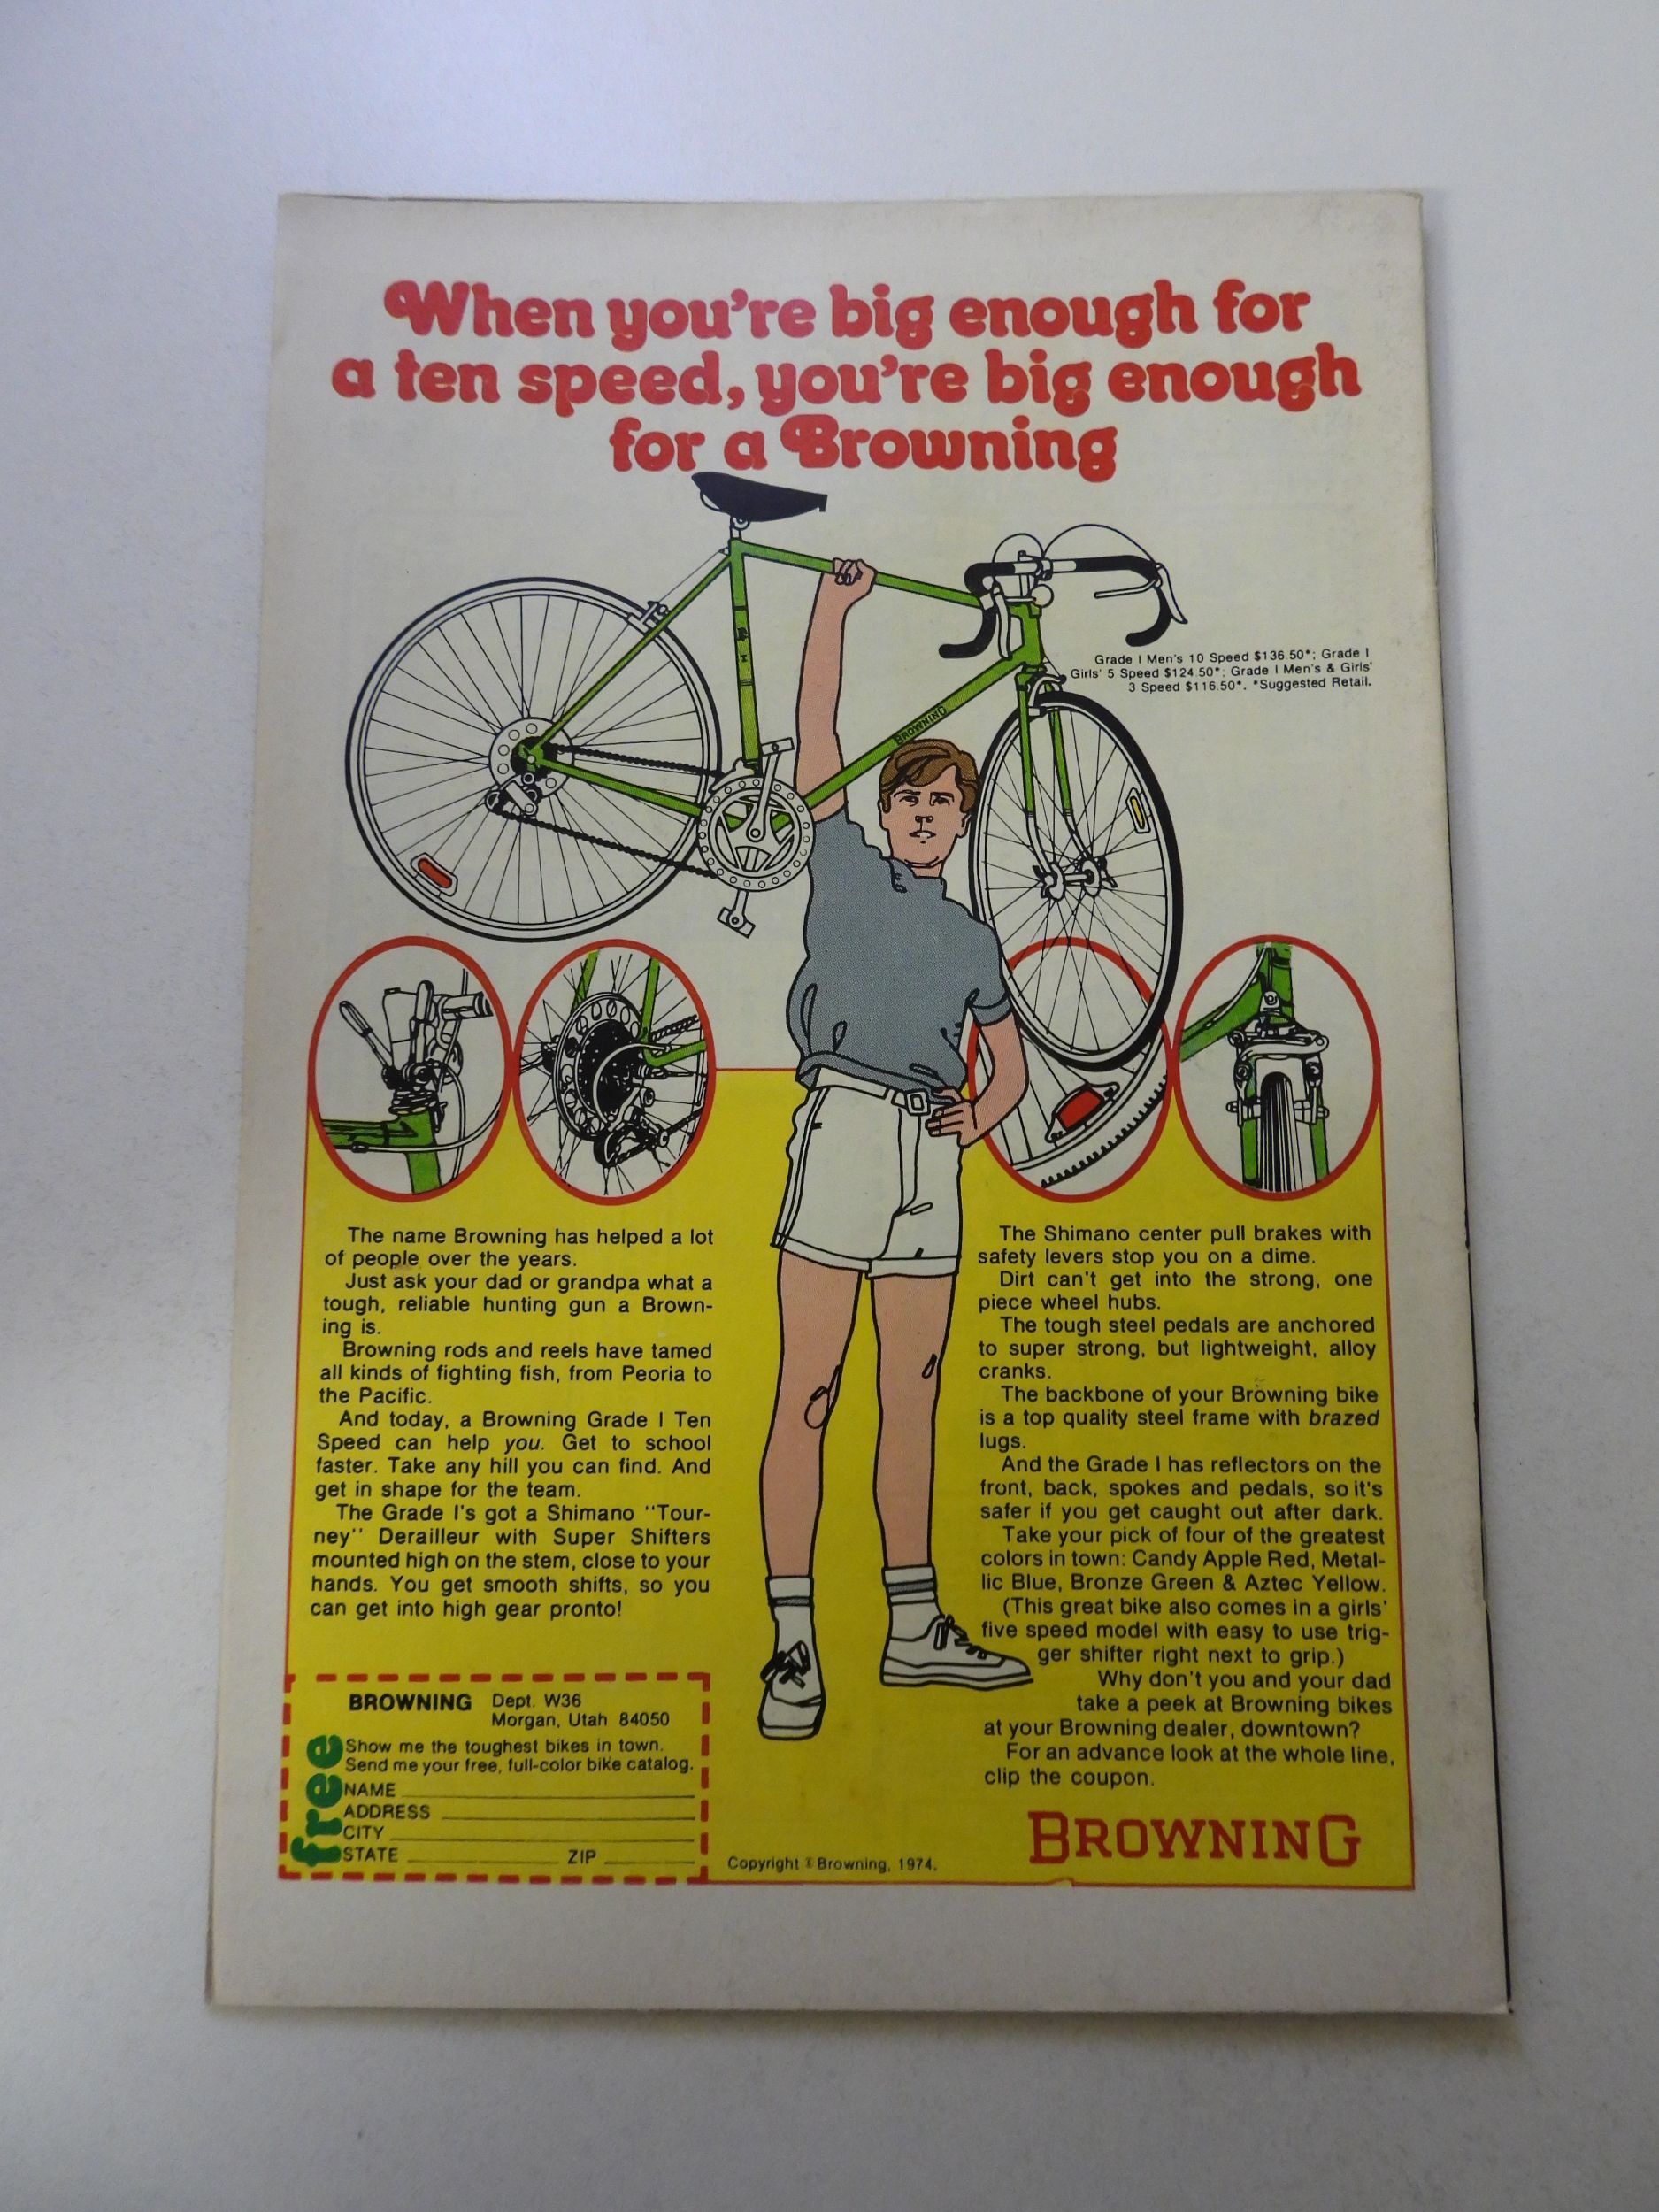 When you're big enough for
a ten speed, you're big enough
for a Browning
Grade I Men's 10 Speed $136.50*; Grade I
Girls' 5 Speed $124.50*; Grade I Men's & Girls'
3 Speed $116.50*. *Suggested Retail.
BROWNING
The name Browning has helped a lot
of people over the years.
Just ask your dad or grandpa what a
tough, reliable hunting gun a Brown-
ing is.
Browning rods and reels have tamed
all kinds of fighting fish, from Peoria to
the Pacific.
And today, a Browning Grade I Ten
Speed can help you. Get to school
faster. Take any hill you can find. And
get in shape for the team.
The Grade I's got a Shimano "Tour-
ney" Derailleur with Super Shifters
mounted high on the stem, close to your
hands. You get smooth shifts, so you
can get into high gear pronto!
The Shimano center pull brakes with
safety levers stop you on a dime.
Dirt can't get into the strong, one
piece wheel hubs.
The tough steel pedals are anchored
to super strong, but lightweight, alloy
cranks.
The backbone of your Browning bike
is a top quality steel frame with brazed
lugs.
And the Grade I has reflectors on the
front, back, spokes and pedals, so it's
safer if you get caught out after dark.
Take your pick of four of the greatest
colors in town: Candy Apple Red, Metal-
lic Blue, Bronze Green & Aztec Yellow.
(This great bike also comes in a girls'
five speed model with easy to use trig-
ger shifter right next to grip.)
Why don't you and your dad
take a peek at Browning bikes
at your Browning dealer, downtown?
For an advance look at the whole line,
clip the coupon.
BROWNING Dept. W36
Morgan, Utah 84050
free
Show me the toughest bikes in town.
Send me your free, full-color bike catalog.
NAME
ADDRESS
CITY
STATE ZIP
Copyright © Browning, 1974.
BROWNING